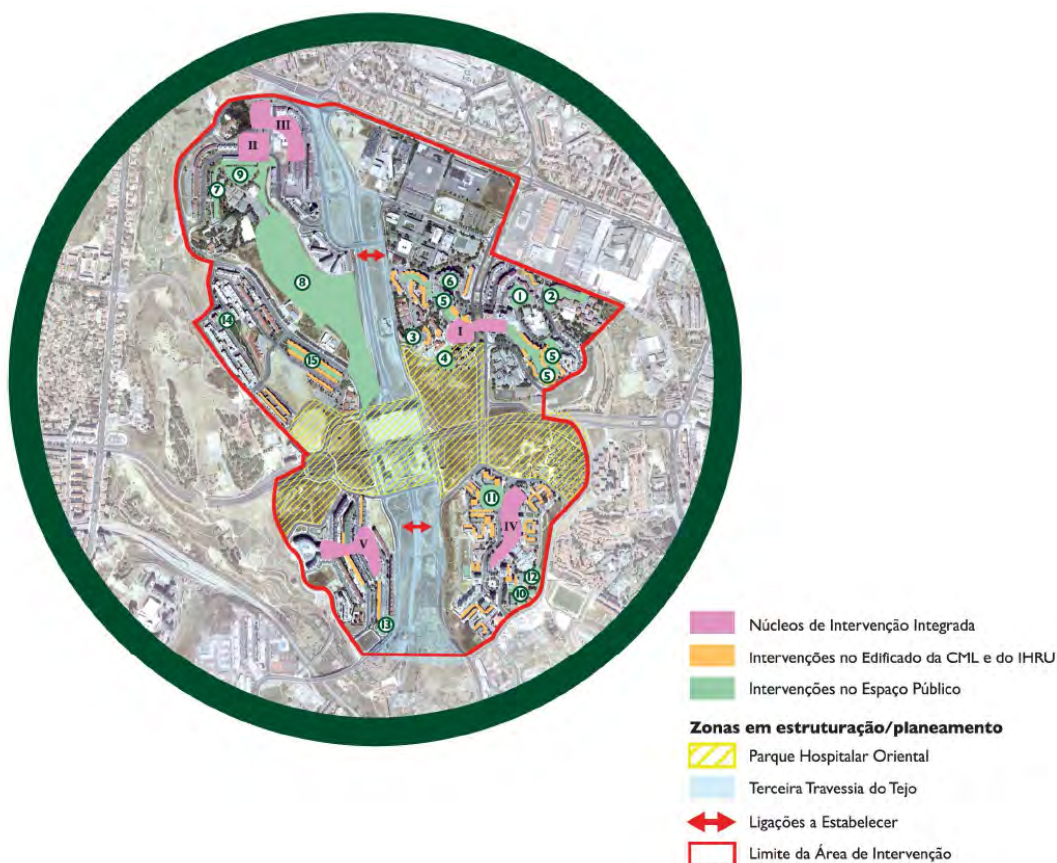 III
II
9
7
8
6
5
1
2
I
3
4
5
5
14
15
11
IV
V
12
10
13
Núcleos de Intervenção Integrada
Intervenções no Edificado da CML e do IHRU
Intervenções no Espaço Público
Zonas em estruturação/planeamento
Parque Hospitalar Oriental
Terceira Travessia do Tejo
Ligações a Estabelecer
Limite da Área de Intervenção